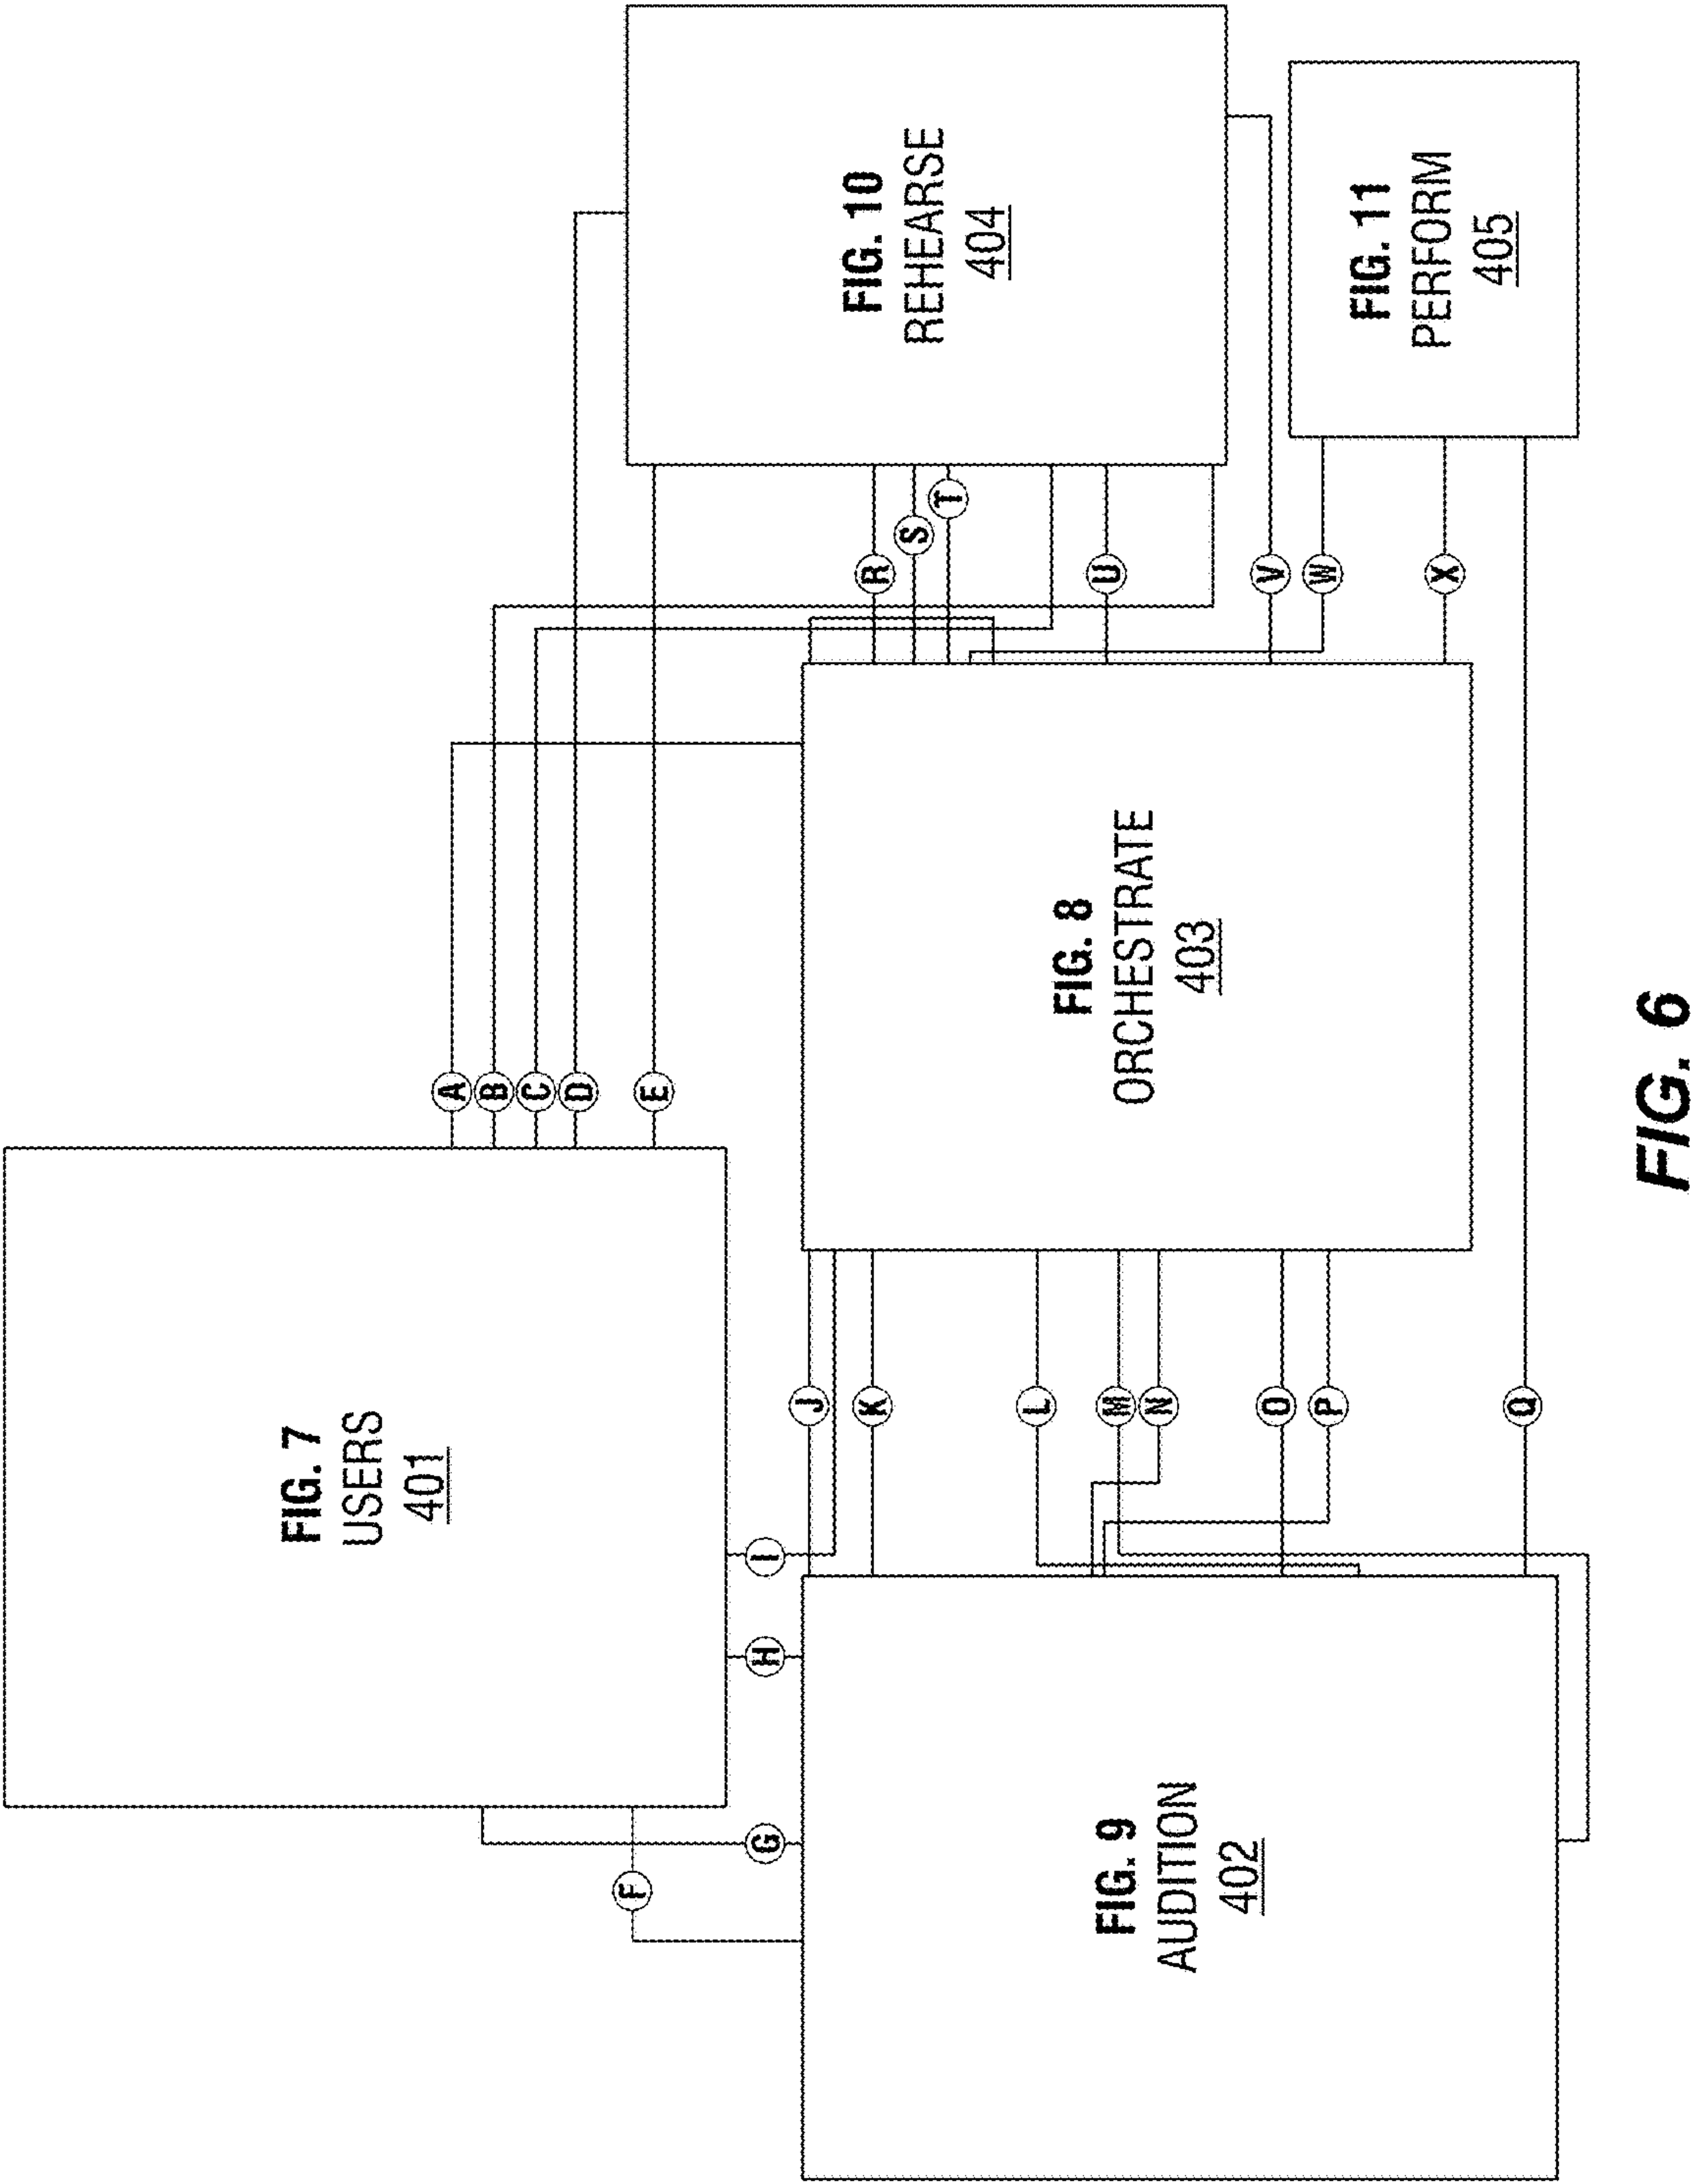 FIG. 7
USERS
401
A
B
C
D
E
F
G
H
I
FIG. 10
REHEARSE
404
R
S
T
U
V
W
X
FIG. 8
ORCHESTRATE
403
J
K
L
M
N
O
P
Q
FIG. 9
AUDITION
402
FIG. 11
PERFORM
405
FIG. 6